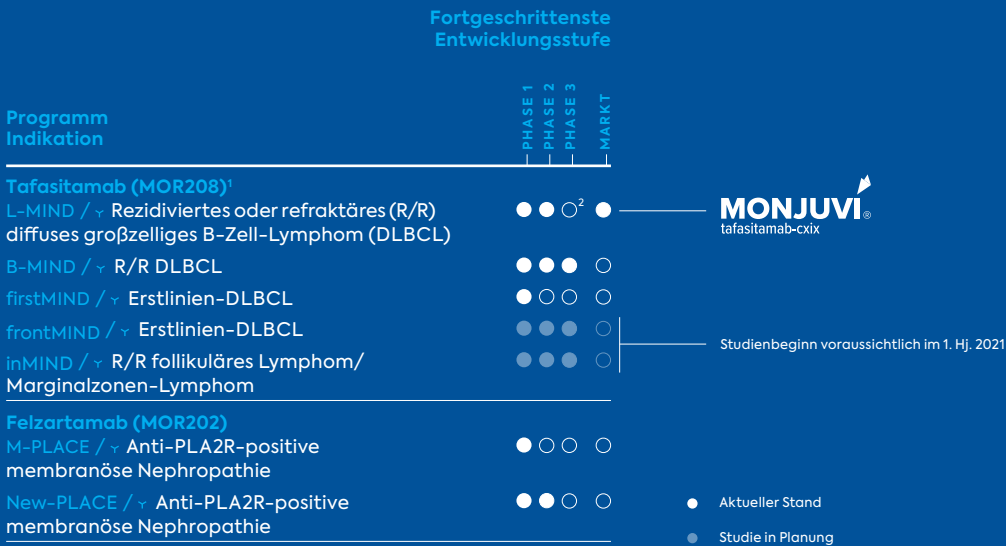 Fortgeschrittenste
Entwicklungsstufe
Programm
Indikation
PHASE 1
PHASE 2
PHASE 3
MARKT
Tafasitamab (MOR208)¹
L-MIND / Rezidiviertes oder refraktäres (R/R)
diffuses großzelliges B-Zell-Lymphom (DLBCL)
2
MONJUVI®
tafasitamab-cxix
B-MIND / R/R DLBCL
firstMIND / Erstlinien-DLBCL
frontMIND / Erstlinien-DLBCL
inMIND / R/R follikuläres Lymphom/
Marginalzonen-Lymphom
Studienbeginn voraussichtlich im 1. Hj. 2021
Felzartamab (MOR202)
M-PLACE / Anti-PLA2R-positive
membranöse Nephropathie
New-PLACE / Anti-PLA2R-positive
membranöse Nephropathie
Aktueller Stand
Studie in Planung